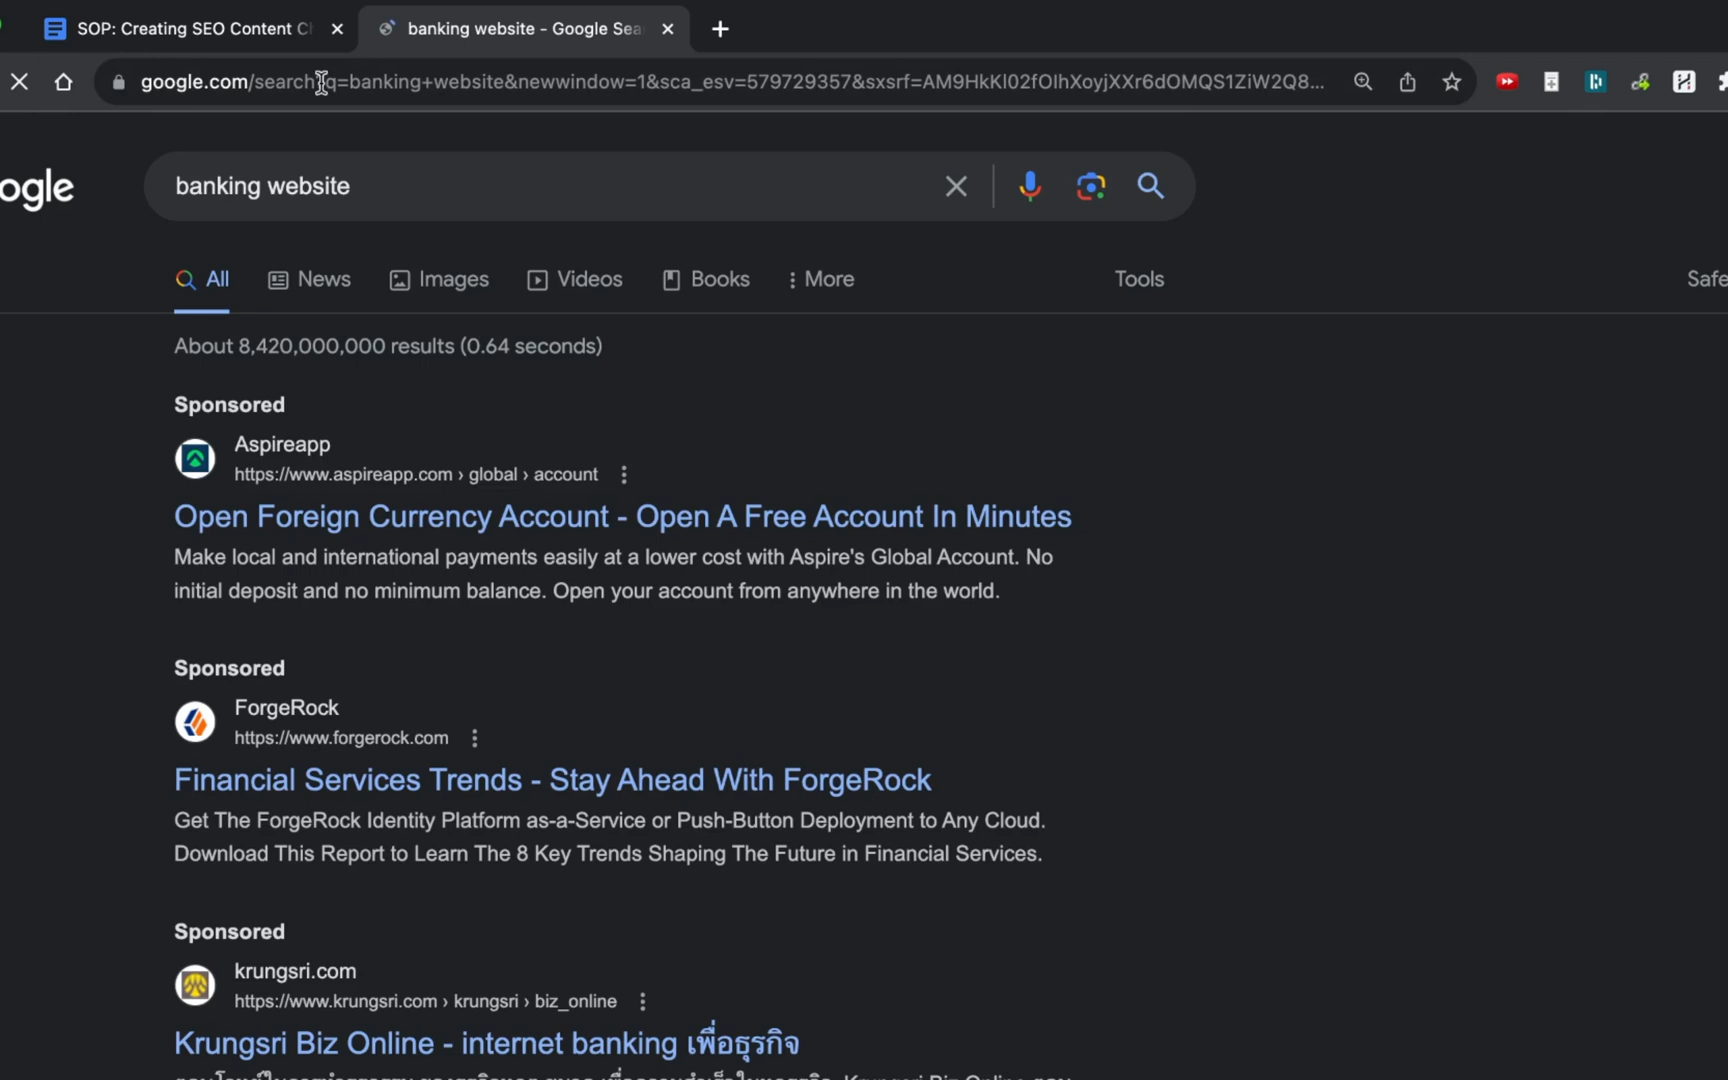 SOP: Creating SEO Content
banking website - Google Sea
google.com/search?q=banking+website&newwindow=1&sca_esv=579729357&sxsrf=AM9HkKl02fOlhXoyjXXr6dOMQS1ZiW2Q8...
ogle
banking website
All News Images Videos Books More Tools Safe
About 8,420,000,000 results (0.64 seconds)
Sponsored
Aspireapp
https://www.aspireapp.com › global › account
Open Foreign Currency Account - Open A Free Account In Minutes
Make local and international payments easily at a lower cost with Aspire's Global Account. No
initial deposit and no minimum balance. Open your account from anywhere in the world.
Sponsored
ForgeRock
https://www.forgerock.com
Financial Services Trends - Stay Ahead With ForgeRock
Get The ForgeRock Identity Platform as-a-Service or Push-Button Deployment to Any Cloud.
Download This Report to Learn The 8 Key Trends Shaping The Future in Financial Services.
Sponsored
krungsri.com
https://www.krungsri.com › krungsri › biz_online
Krungsri Biz Online - internet banking เพื่อธุรกิจ